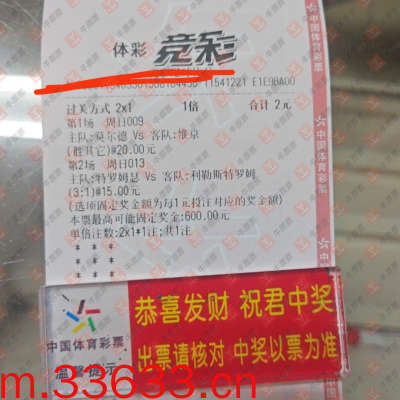 体彩 竞彩
11541221 E1E9BA00
过关方式 2x1 1倍 合计 2元
第1场 周日009
主队:莫尔德 Vs 客队:维京
(胜其它)@20.00元
第2场 周日013
主队:特罗姆瑟 Vs 客队:利勒斯特罗姆
(3:1)@15.00元
(选项固定奖金额为每1元投注对应的奖金额)
本票最高可能固定奖金:600.00元
单倍注数:2x1*1注;共1注
* * *
* * *
* * *
中国体育彩票
中国体育彩票
恭喜发财 祝君中奖
出票请核对 中奖以票为准
温馨提示
m.33633.cn